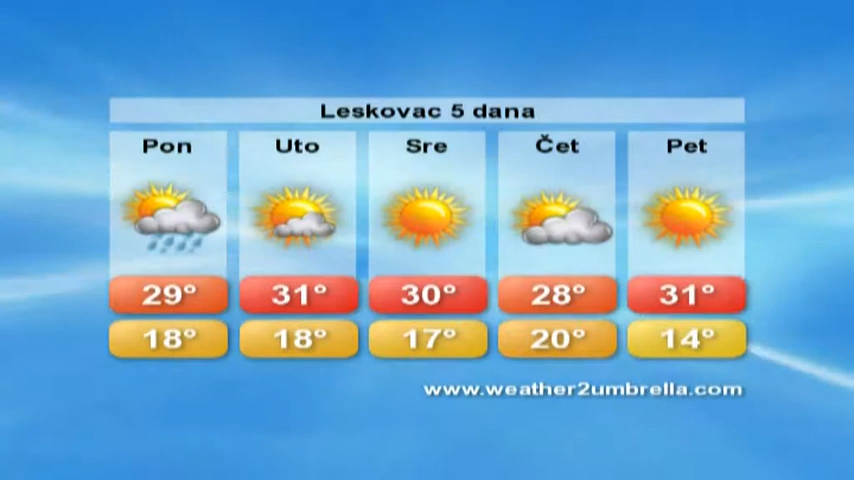 Leskovac 5 dana
Pon Uto Sre Čet Pet
29° 31° 30° 28° 31°
18° 18° 17° 20° 14°
www.weather2umbrella.com